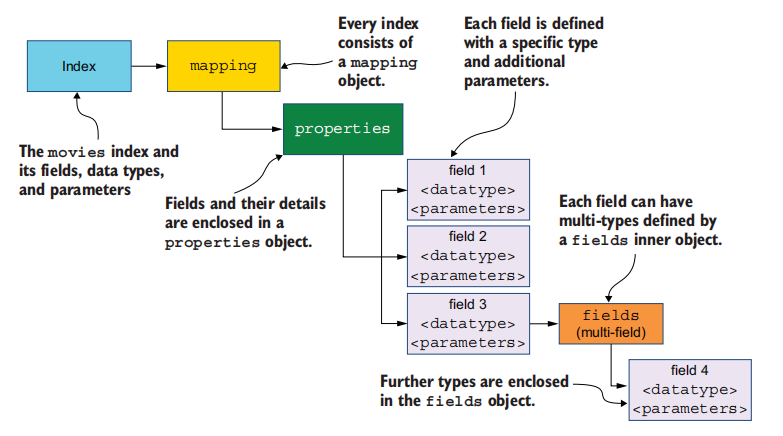 Every index
consists of
a mapping
object.
Each field is defined
with a specific type
and additional
parameters.
Index
mapping
properties
The movies index and
its fields, data types,
and parameters
Fields and their details
are enclosed in a
properties object.
field 1
<datatype>
<parameters>
field 2
<datatype>
<parameters>
field 3
<datatype>
<parameters>
Each field can have
multi-types defined by
a fields inner object.
fields
(multi-field)
Further types are enclosed
in the fields object.
field 4
<datatype>
<parameters>